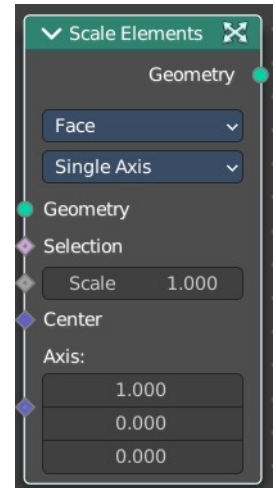 Scale Elements
Geometry
Face
Single Axis
Geometry
Selection
Scale 1.000
Center
Axis:
1.000
0.000
0.000